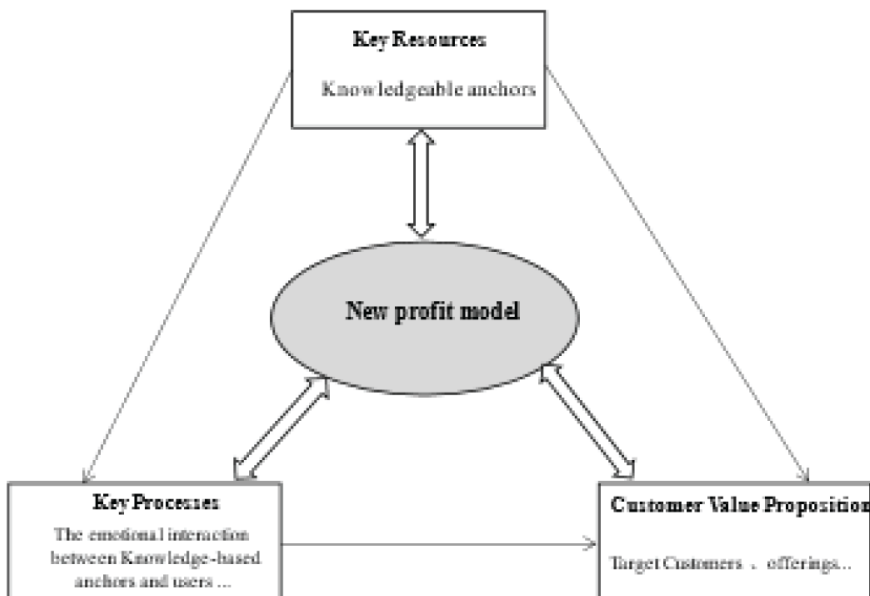 Key Resources
Knowledgeable anchors
New profit model
Key Processes
The emotional interaction
between Knowledge-based
anchors and users ...
Customer Value Proposition
Target Customers 、 offerings...